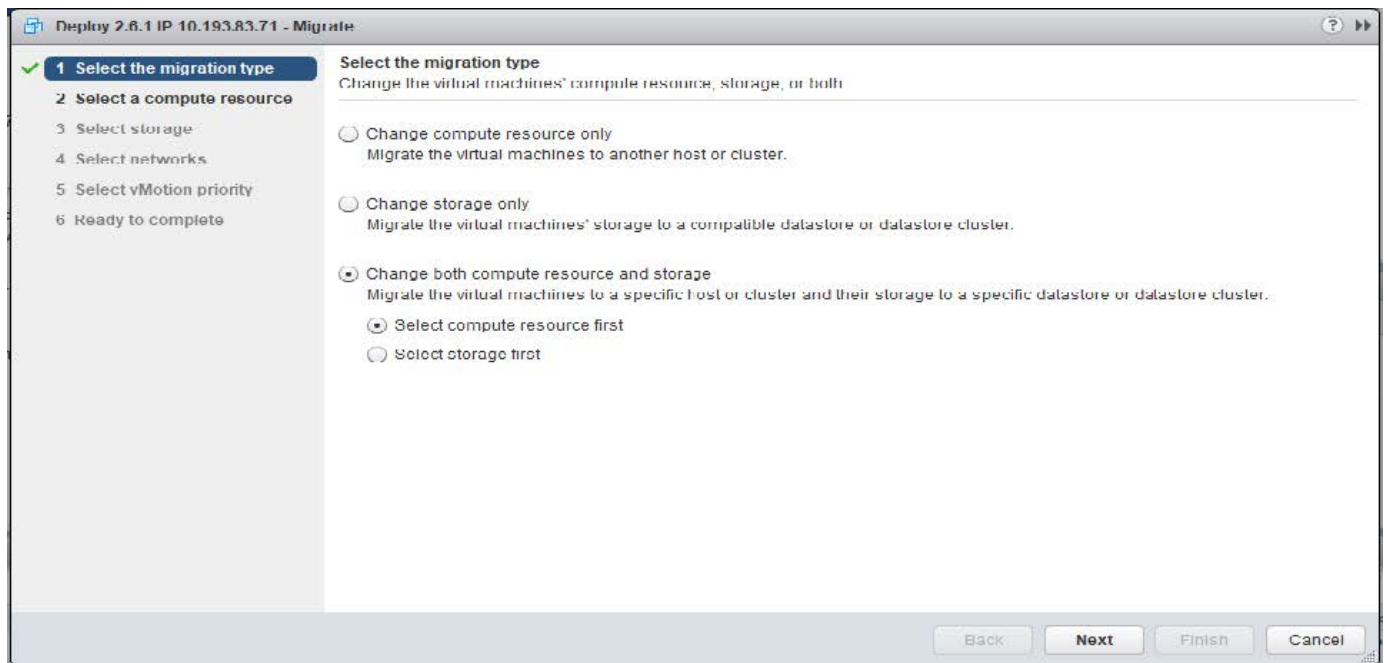 Deploy 2.6.1 IP 10.193.83.71 - Migrate
1 Select the migration type
2 Select a compute resource
3 Select storage
4 Select networks
5 Select vMotion priority
6 Ready to complete
Select the migration type
Change the virtual machines' compute resource, storage, or both
Change compute resource only
Migrate the virtual machines to another host or cluster.
Change storage only
Migrate the virtual machines' storage to a compatible datastore or datastore cluster.
Change both compute resource and storage
Migrate the virtual machines to a specific host or cluster and their storage to a specific datastore or datastore cluster.
Select compute resource first
Select storage first
Back Next Finish Cancel